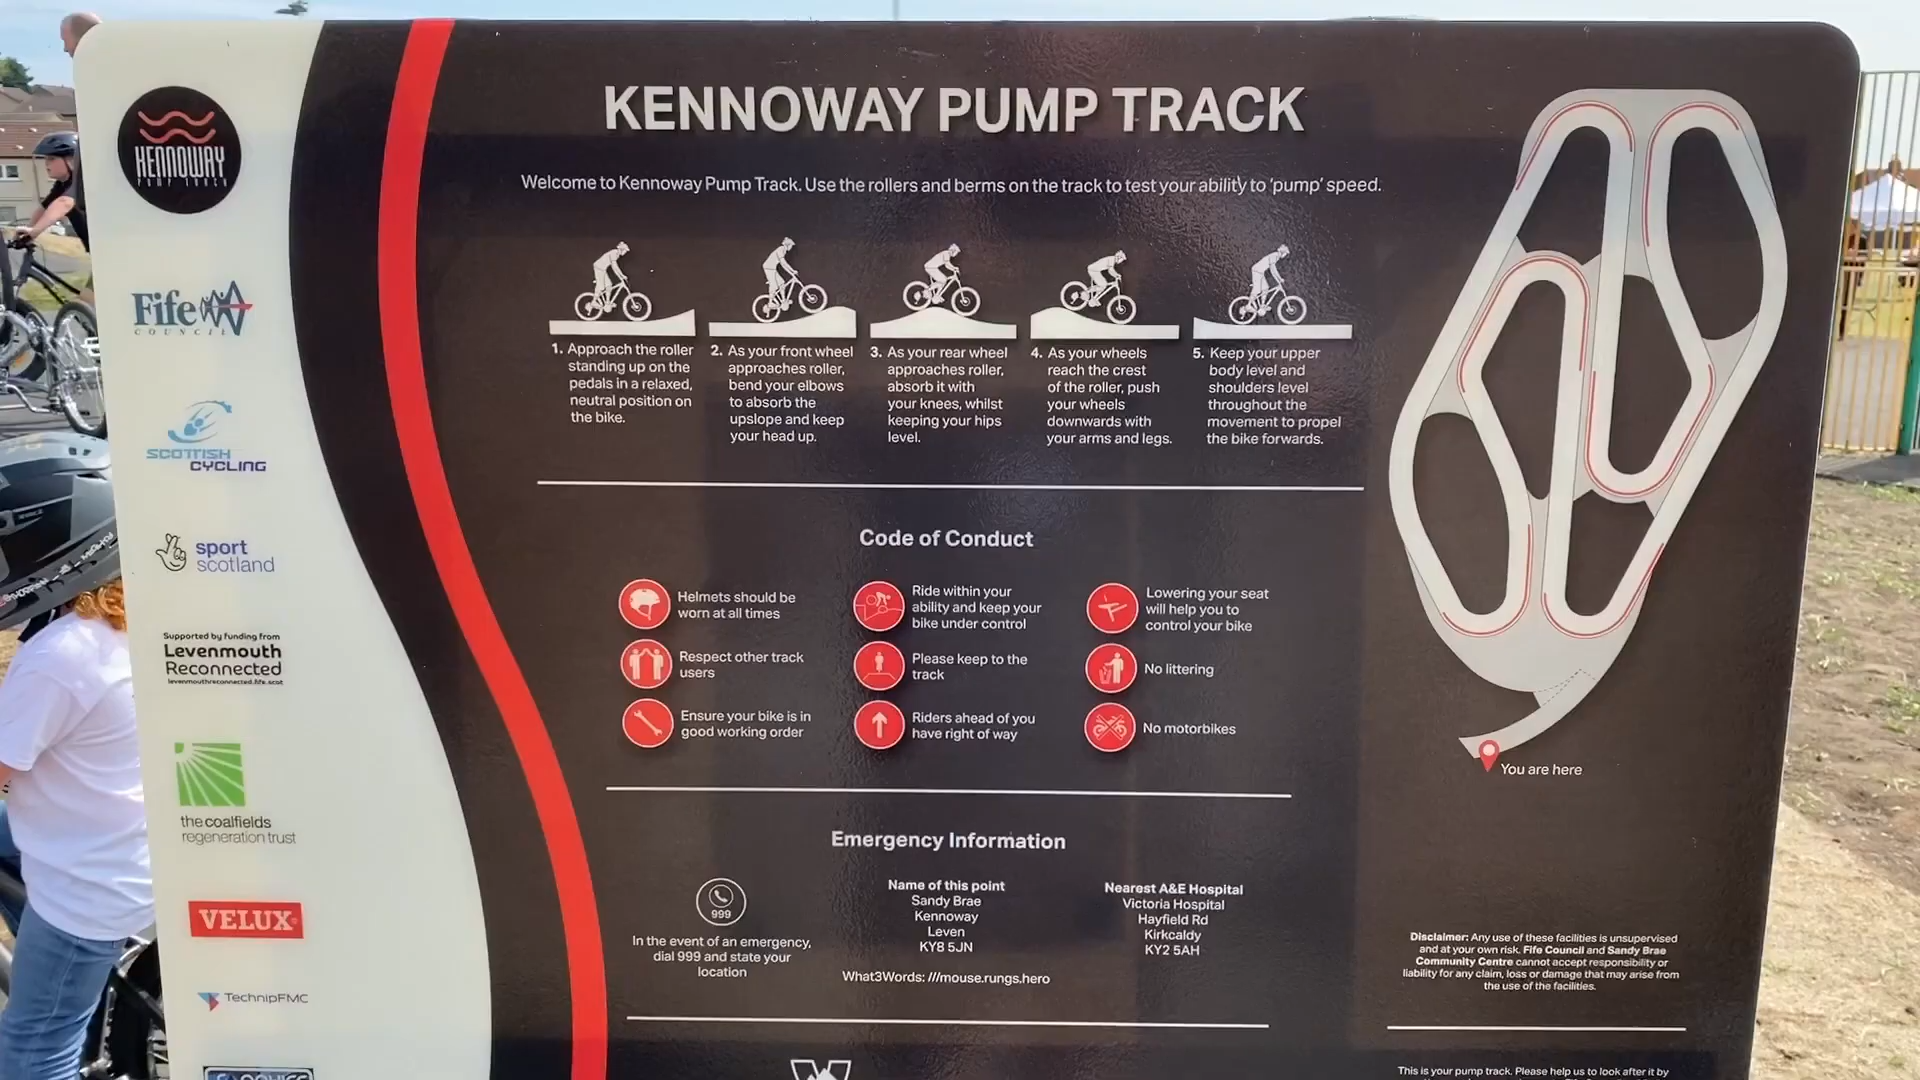 KENNOWAY PUMP TRACK
Welcome to Kennoway Pump Track. Use the rollers and berms on the track to test your ability to 'pump' speed.
1. Approach the roller
standing up on the
pedals in a relaxed,
neutral position on
the bike.
2. As your front wheel
approaches roller,
bend your elbows
to absorb the
upslope and keep
your head up.
3. As your rear wheel
approaches roller,
absorb it with
your knees, whilst
keeping your hips
level.
4. As your wheels
reach the crest
of the roller, push
your wheels
downwards with
your arms and legs.
5. Keep your upper
body level and
shoulders level
throughout the
movement to propel
the bike forwards.
Code of Conduct
Helmets should be
worn at all times
Ride within your
ability and keep your
bike under control
Lowering your seat
will help you to
control your bike
Respect other track
users
Please keep to the
track
No littering
Ensure your bike is in
good working order
Riders ahead of you
have right of way
No motorbikes
Emergency Information
999
In the event of an emergency,
dial 999 and state your
location
Name of this point
Sandy Brae
Kennoway
Leven
KY8 5JN
What3Words: ///mouse.rungs.hero
Nearest A&E Hospital
Victoria Hospital
Hayfield Rd
Kirkcaldy
KY2 5AH
You are here
Disclaimer: Any use of these facilities is unsupervised
and at your own risk. Fife Council and Sandy Brae
Community Centre cannot accept responsibility or
liability for any claim, loss or damage that may arise from
the use of the facilities.
This is your pump track. Please help us to look after it by
KENNOWAY
PUMP TRACK
Fife
COUNCIL
SCOTTISH
CYCLING
sport
scotland
Supported by funding from
Levenmouth
Reconnected
levenmouthreconnected.fife.scot
the coalfields
regeneration trust
VELUX
TechnipFMC